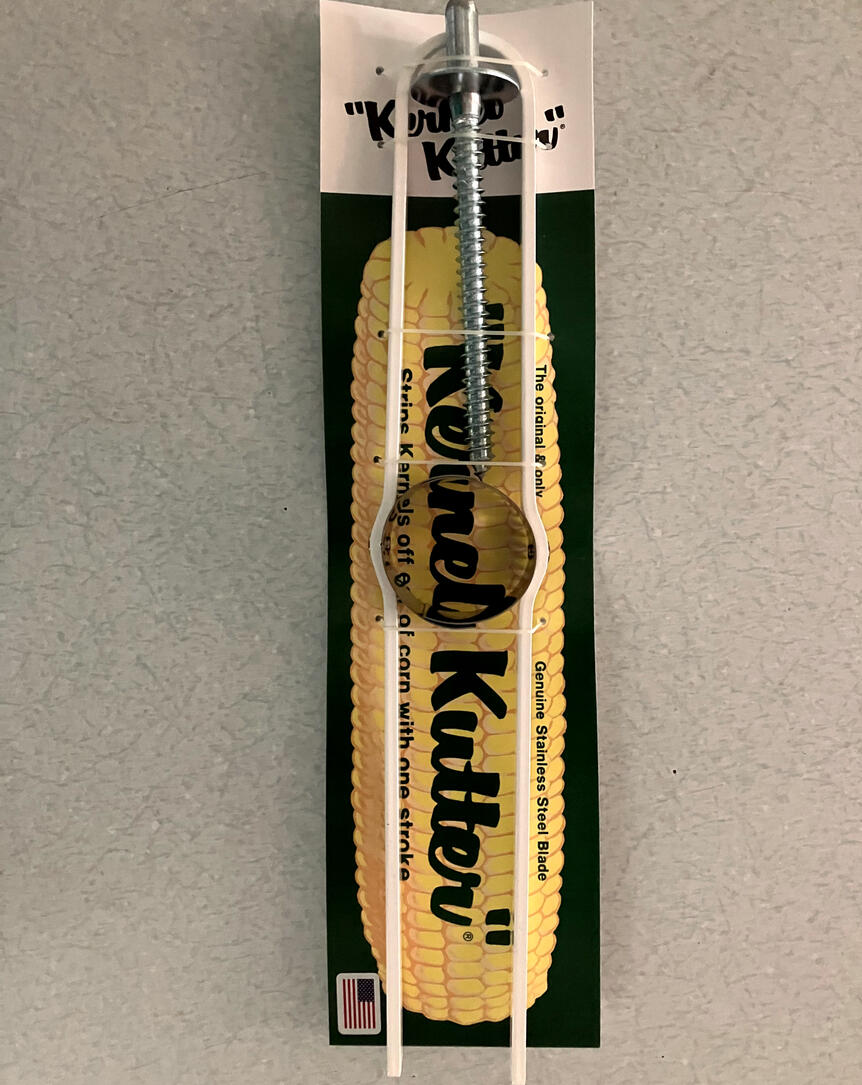 "Kernel
Kutter"®
The original & only Genuine Stainless Steel Blade
"Kernel Kutter"®
Strips Kernels off ear of corn with one stroke